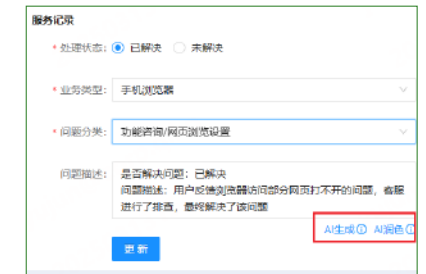 服务记录
* 处理状态: 已解决 未解决
* 业务类型: 手机浏览器
* 问题分类: 功能咨询/网页浏览设置
问题描述: 是否解决问题：已解决
问题描述：用户反馈浏览器访问部分网页打不开的问题，客服
进行了排查，最终解决了该问题
AI生成 AI润色
更新